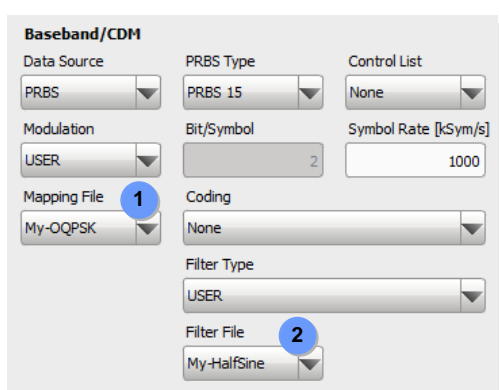 Baseband/CDM
Data Source PRBS Type Control List
PRBS PRBS 15 None
Modulation Bit/Symbol Symbol Rate [kSym/s]
USER 2 1000
Mapping File 1 Coding
My-OQPSK None
Filter Type
USER
Filter File 2
My-HalfSine